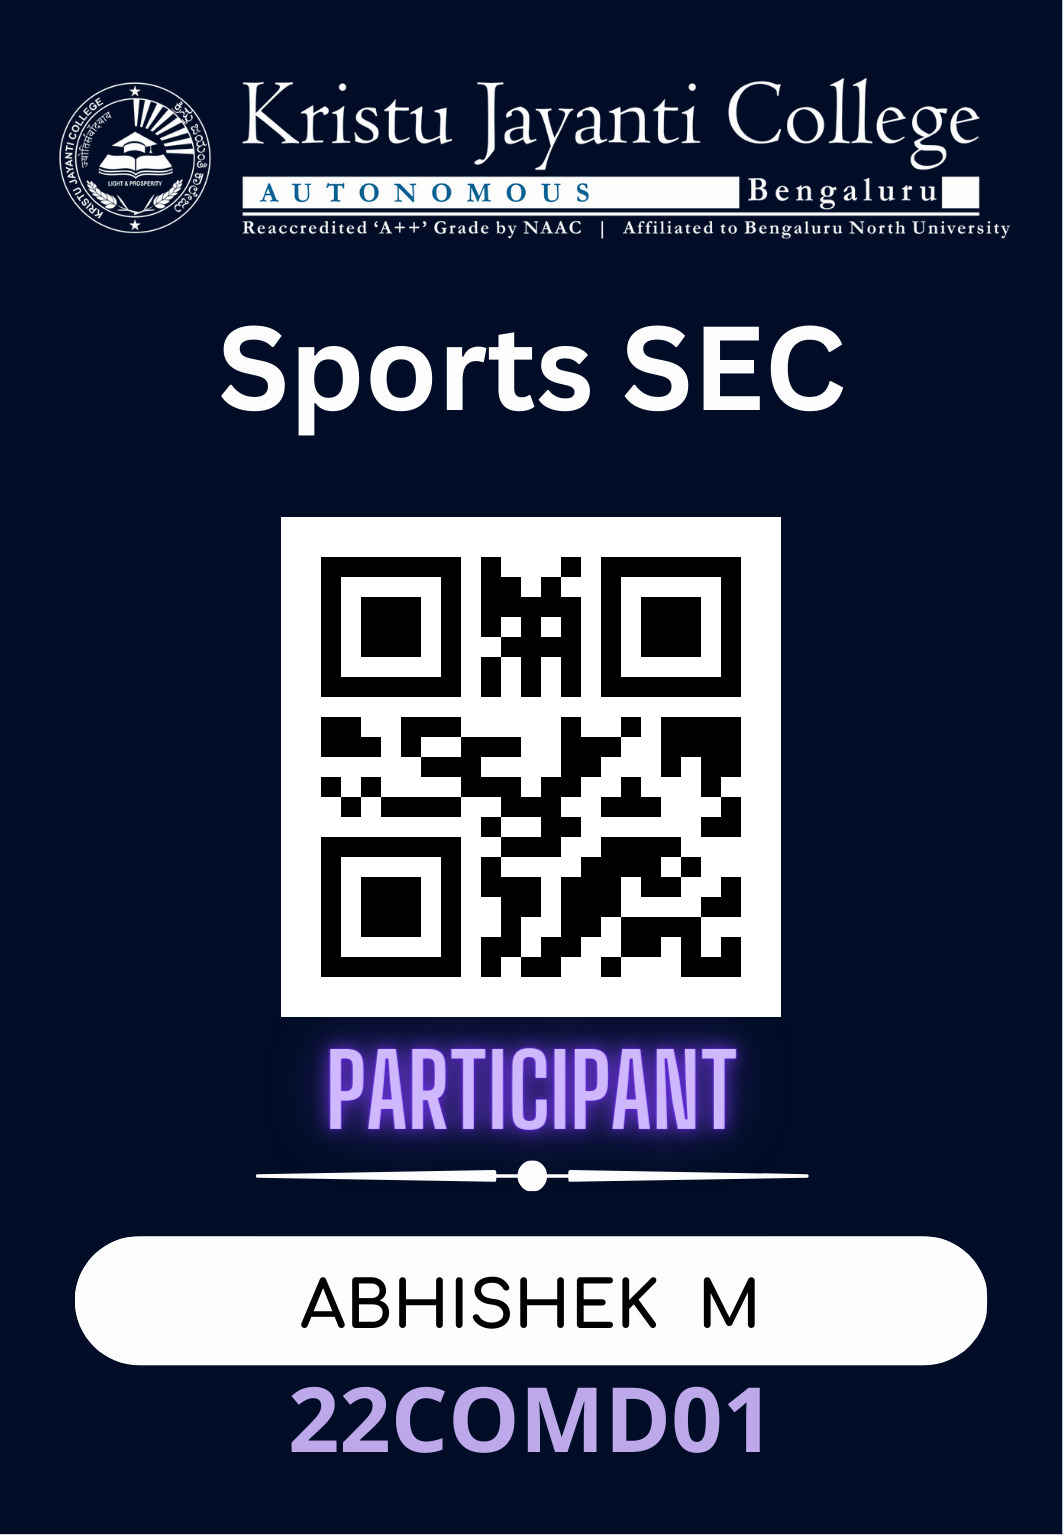 Kristu Jayanti College
AUTONOMOUS Bengaluru
Reaccredited ‘A++’ Grade by NAAC | Affiliated to Bengaluru North University
KRISTU JAYANTI COLLEGE
LIGHT & PROSPERITY
Sports SEC
PARTICIPANT
ABHISHEK M
22COMD01